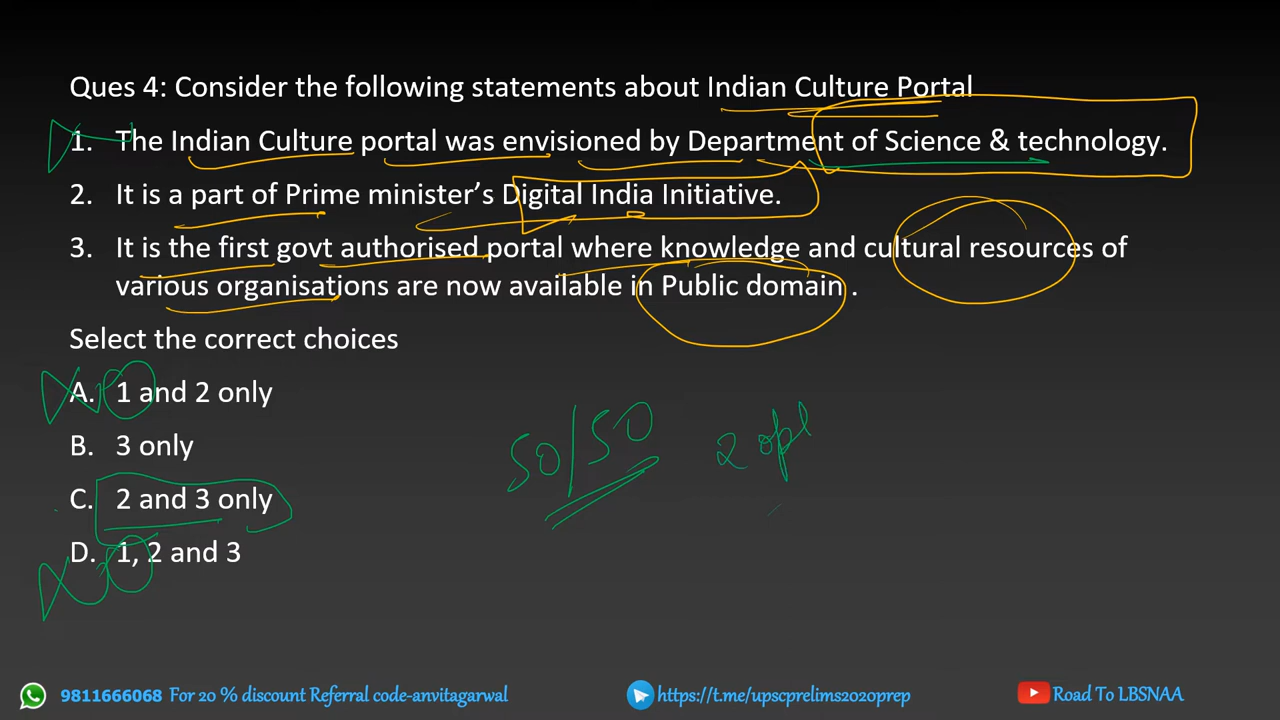 Ques 4: Consider the following statements about Indian Culture Portal
1. The Indian Culture portal was envisioned by Department of Science & technology.
2. It is a part of Prime minister's Digital India Initiative.
3. It is the first govt authorised portal where knowledge and cultural resources of
various organisations are now available in Public domain .
Select the correct choices
A. 1 and 2 only
B. 3 only
50/50 2 opt
C. 2 and 3 only
D. 1, 2 and 3
9811666068 For 20 % discount Referral code-anvitagarwal https://t.me/upscprelims2020prep Road To LBSNAA